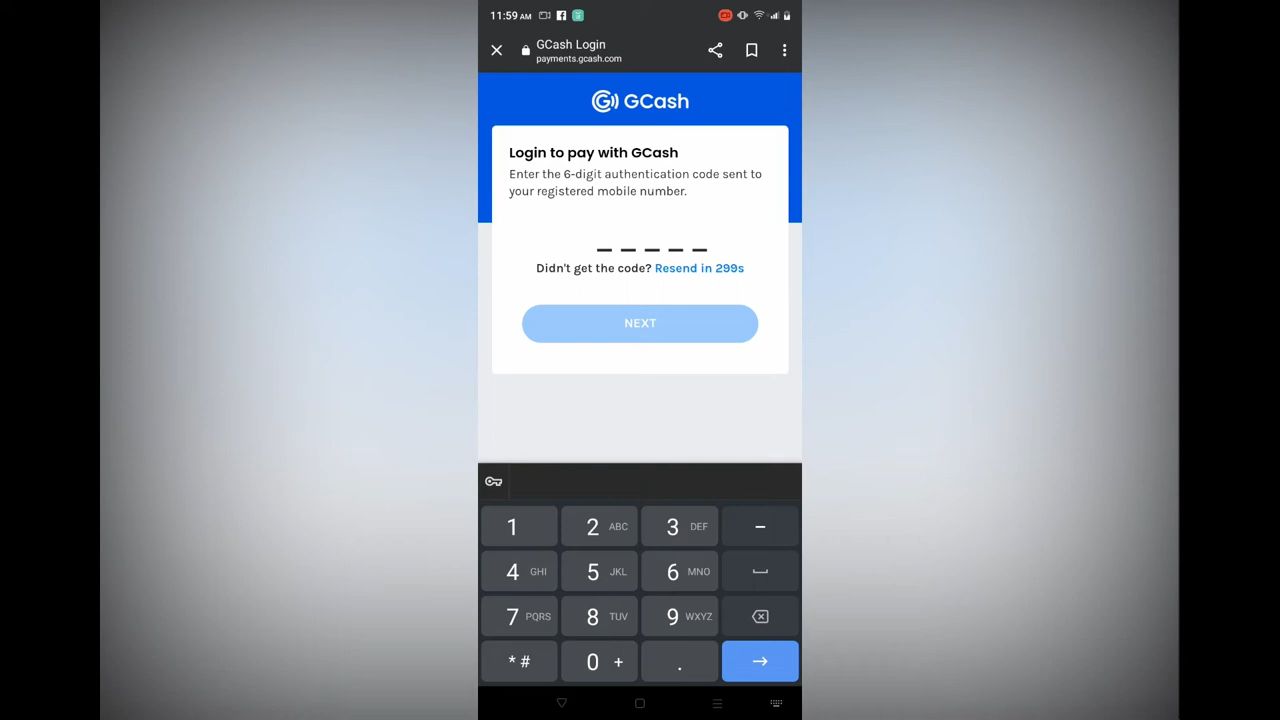 11:59 AM
GCash Login
payments.gcash.com
GCash
Login to pay with GCash
Enter the 6-digit authentication code sent to
your registered mobile number.
Didn't get the code? Resend in 299s
NEXT
1 2 ABC 3 DEF –
4 GHI 5 JKL 6 MNO
7 PQRS 8 TUV 9 WXYZ
* # 0 + .